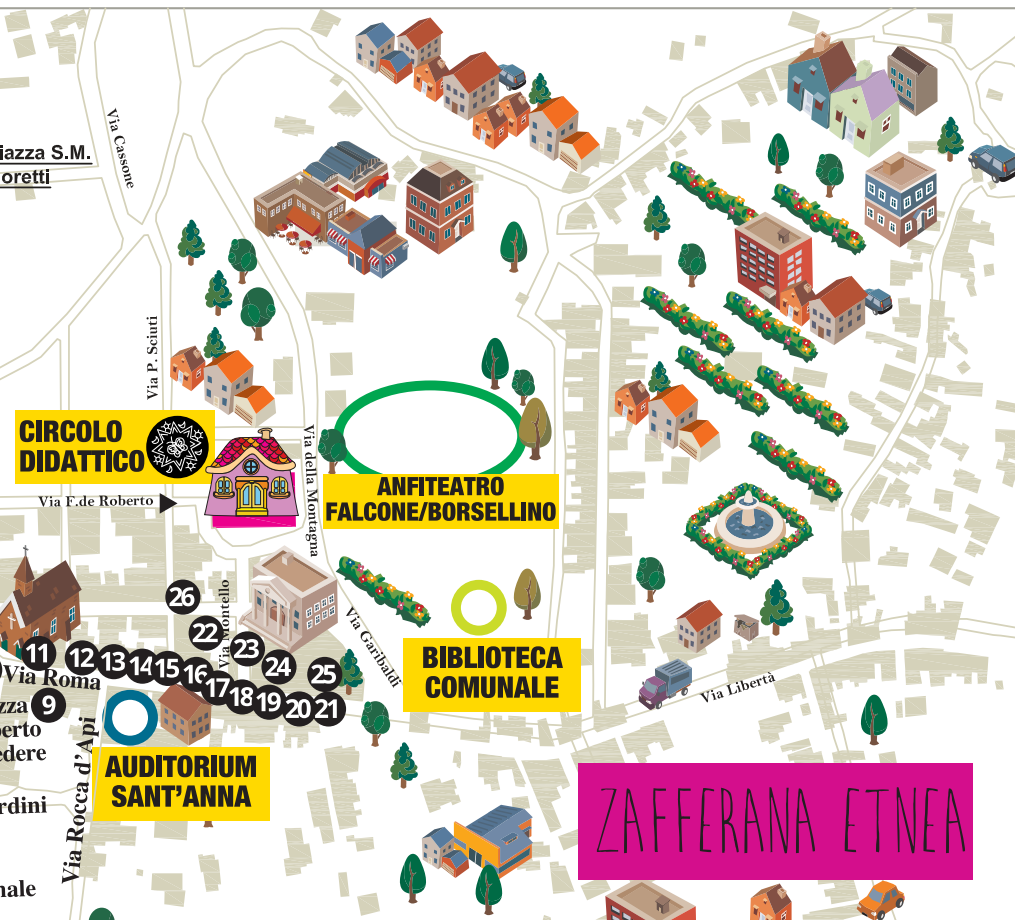 Via Cassone
iazza S.M.
oretti
Via P. Sciuti
CIRCOLO
DIDATTICO
Via della Montagna
ANFITEATRO
FALCONE/BORSELLINO
Via F.de Roberto
26
22
Via Montello
23
24
25
Via Garibaldi
BIBLIOTECA
COMUNALE
11
12
13
14
15
16
17
18
19
20
21
Via Roma
zza
9
berto
edere
Via Libertà
AUDITORIUM
SANT'ANNA
rdini
Via Rocca d'Api
nale
ZAFFERANA ETNEA